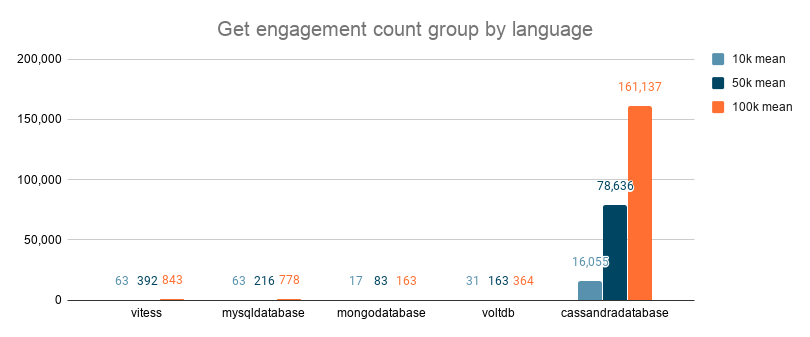 Get engagement count group by language
10k mean
50k mean
100k mean
200,000
150,000
100,000
50,000
0
63 392 843
63 216 778
17 83 163
31 163 364
16,055 78,636 161,137
vitess
mysqldatabase
mongodatabase
voltdb
cassandradatabase